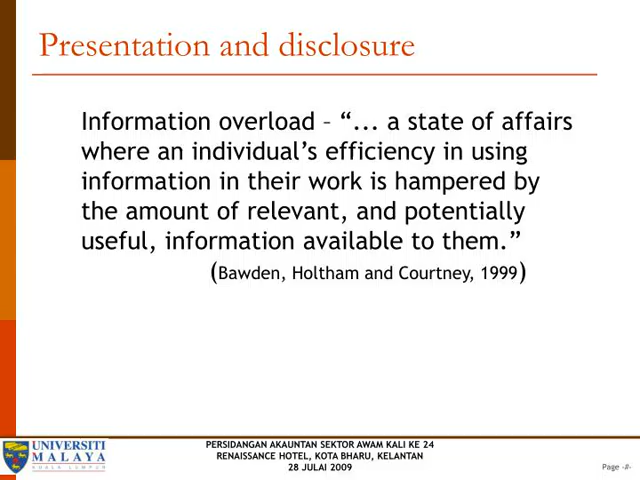 Presentation and disclosure
Information overload – “... a state of affairs
where an individual’s efficiency in using
information in their work is hampered by
the amount of relevant, and potentially
useful, information available to them.”
(Bawden, Holtham and Courtney, 1999)
UNIVERSITI
MALAYA
KUALA LUMPUR
PERSIDANGAN AKAUNTAN SEKTOR AWAM KALI KE 24
RENAISSANCE HOTEL, KOTA BHARU, KELANTAN
28 JULAI 2009
Page -#-